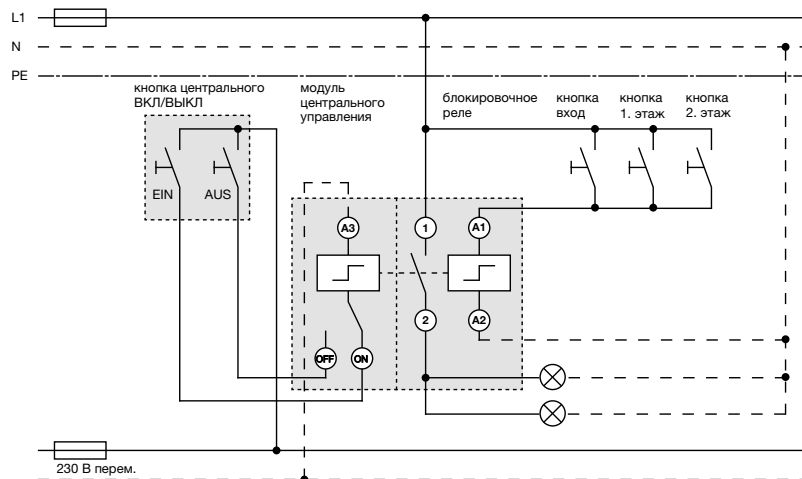 L1
N
PE
кнопка центрального
ВКЛ/ВЫКЛ
модуль
центрального
управления
блокировочное
реле
кнопка
вход
кнопка
1. этаж
кнопка
2. этаж
EIN
AUS
A3
1
A1
2
A2
OFF
ON
230 В перем.